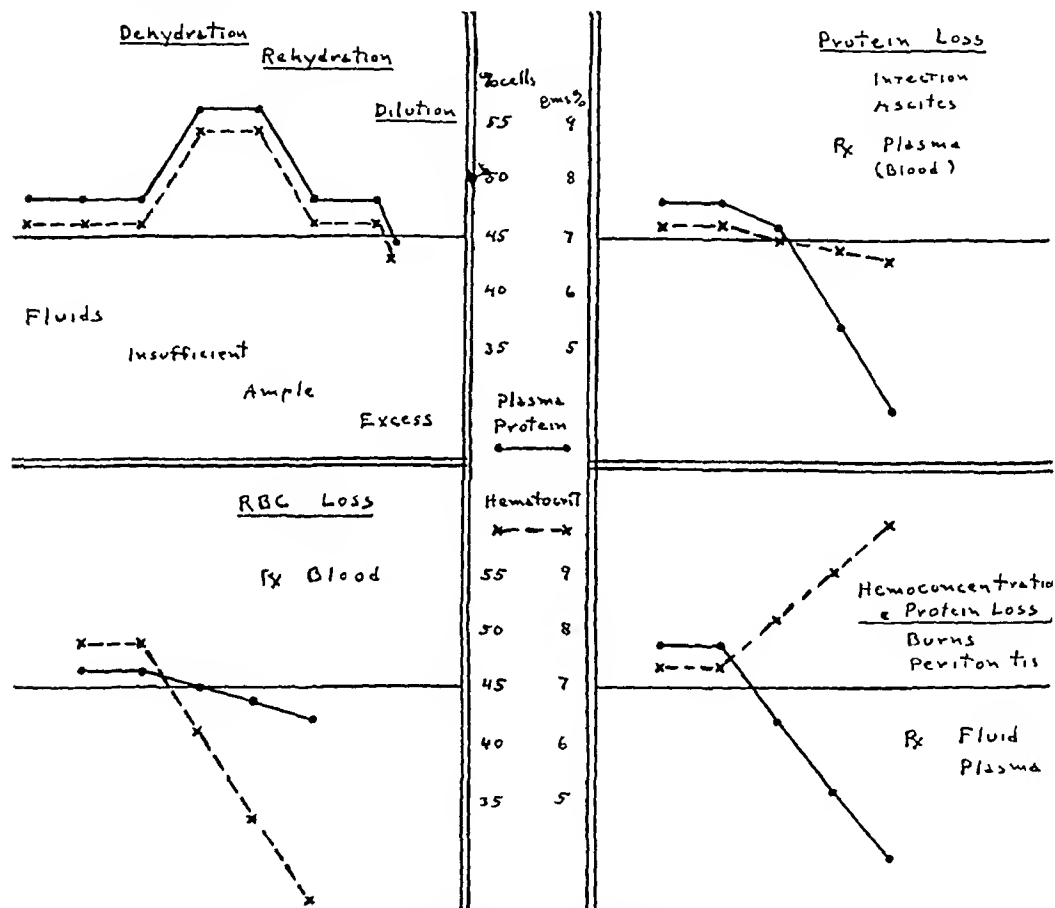 Dehydration
Rehydration
Dilution
Fluids
Insufficient
Ample
Excess
% cells gms%
55 9
50 8
45 7
40 6
35 5
Plasma
Protein
Protein Loss
Infection
Ascites
Rx Plasma
(Blood)
RBC Loss
Rx Blood
Hematocrit
55 9
50 8
45 7
40 6
35 5
Hemoconcentration
c Protein Loss
Burns
Peritontis
Rx Fluid
Plasma